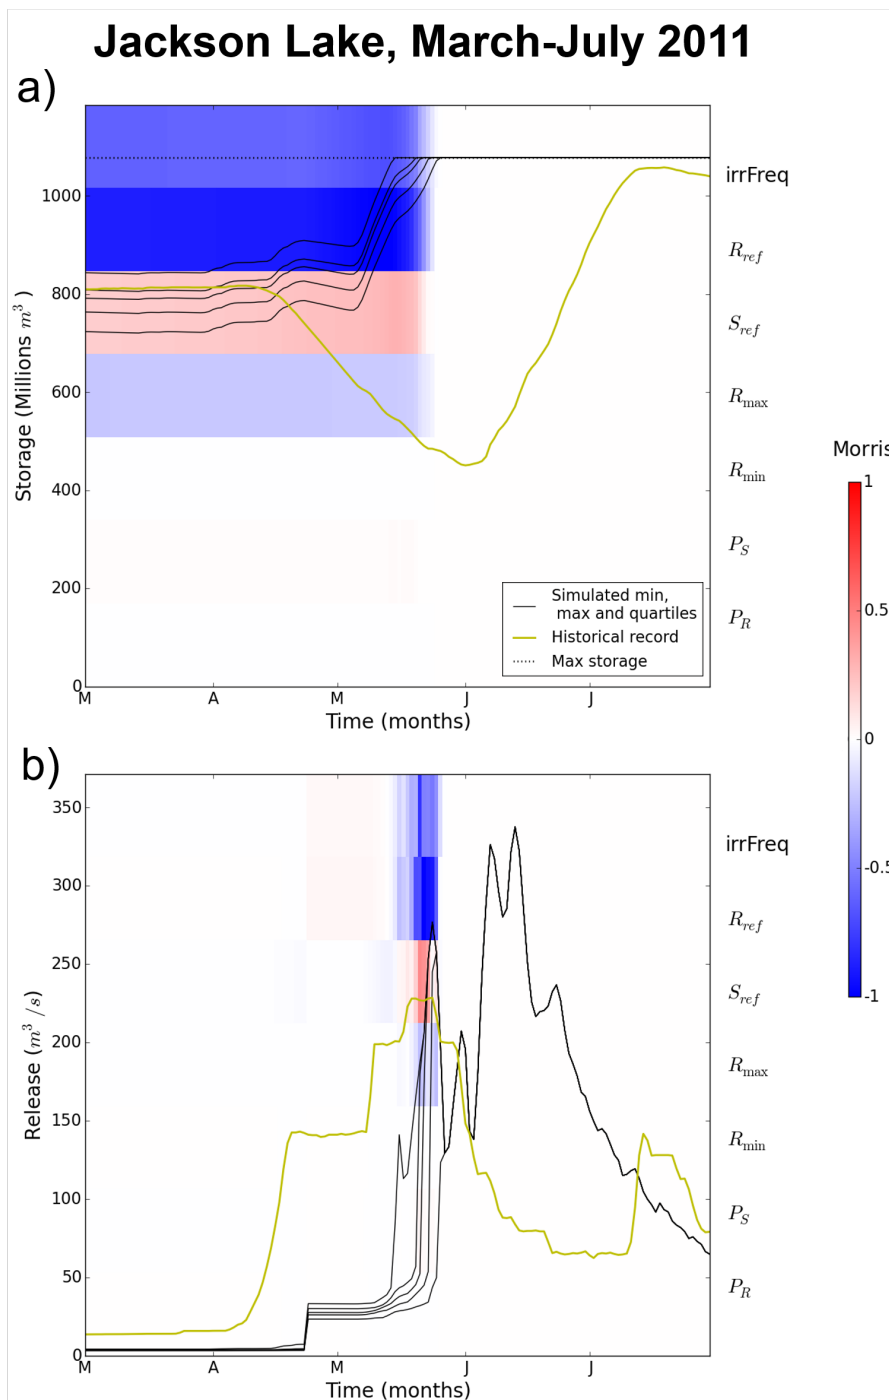 Jackson Lake, March-July 2011
a)
Storage (Millions m³)
1000
800
600
400
200
0
M A M J J
Time (months)
irrFreq
R_ref
S_ref
R_max
R_min
P_S
P_R
Simulated min,
max and quartiles
Historical record
Max storage
Morris
1
0.5
0
-0.5
-1
b)
Release (m³/s)
350
300
250
200
150
100
50
0
M A M J J
Time (months)
irrFreq
R_ref
S_ref
R_max
R_min
P_S
P_R